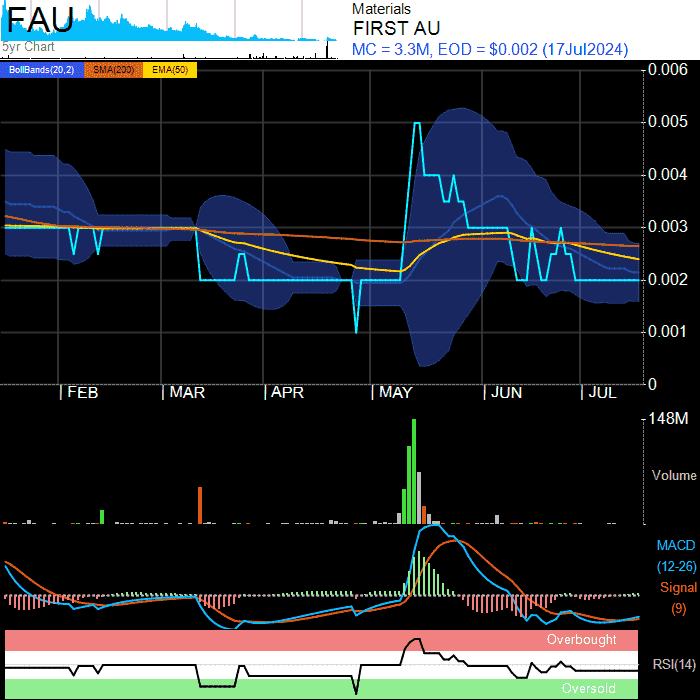 FAU
5yr Chart
Materials
FIRST AU
MC = 3.3M, EOD = $0.002 (17Jul2024)
BollBands(20,2) SMA(200) EMA(50)
0.006
0.005
0.004
0.003
0.002
0.001
0
FEB MAR APR MAY JUN JUL
148M
Volume
MACD
(12-26)
Signal
(9)
Overbought
RSI(14)
Oversold